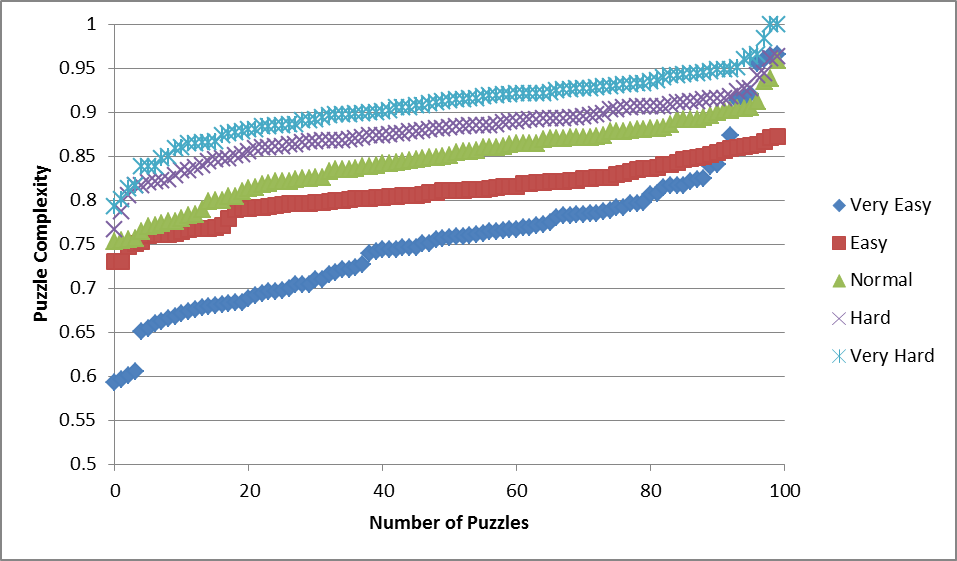 1
0.95
0.9
0.85
0.8
0.75
0.7
0.65
0.6
0.55
0.5
Puzzle Complexity
0 20 40 60 80 100
Number of Puzzles
Very Easy
Easy
Normal
Hard
Very Hard